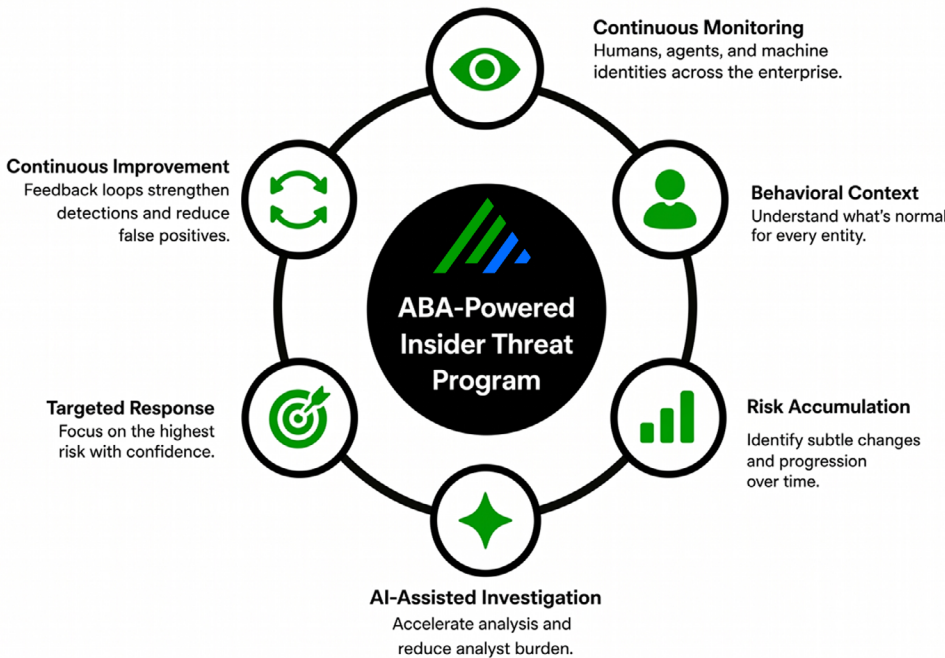 Continuous Monitoring
Humans, agents, and machine
identities across the enterprise.
Behavioral Context
Understand what's normal
for every entity.
Risk Accumulation
Identify subtle changes
and progression
over time.
AI-Assisted Investigation
Accelerate analysis and
reduce analyst burden.
Targeted Response
Focus on the highest
risk with confidence.
Continuous Improvement
Feedback loops strengthen
detections and reduce
false positives.
ABA-Powered
Insider Threat
Program